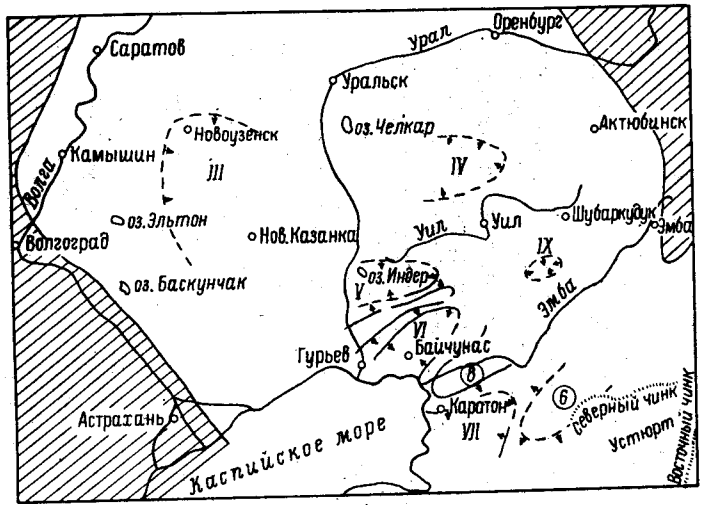 Саратов
Урал
Оренбург
Уральск
Новоузенск
оз. Челкар
Актюбинск
Камышин
Волга
III
IV
оз. Эльтон
Нов. Казанка
Уил
Уил
Шубаркудук
Эмба
Волгоград
IX
оз. Баскунчак
оз. Индер
V
Эмба
VI
Гурьев
Байчунас
8
6
Астрахань
Каратон
VII
Северный чинк
Устюрт
Восточный чинк
Каспийское море